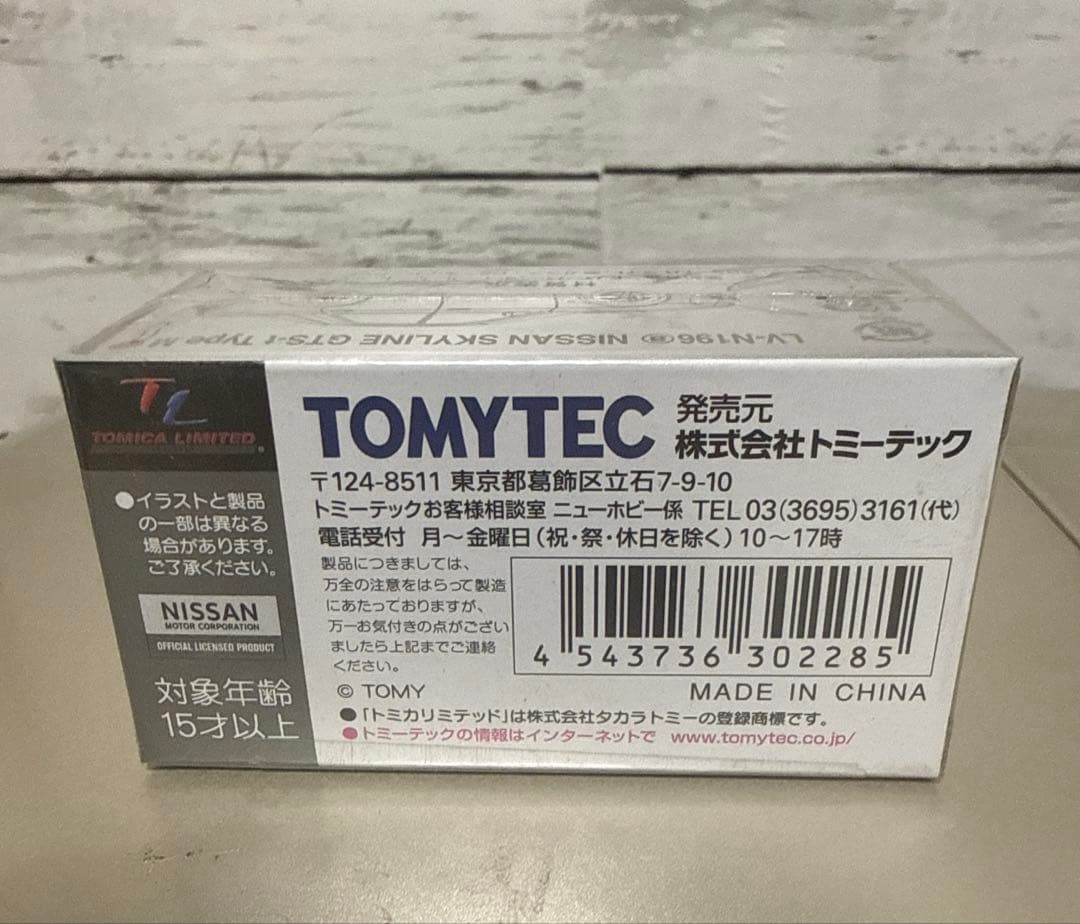 LV-N196ⓐ NISSAN SKYLINE GTS-t Type M
TL
TOMICA LIMITED
●イラストと製品
の一部は異なる
場合があります。
ご了承ください。
NISSAN
MOTOR CORPORATION
OFFICIAL LICENSED PRODUCT
対象年齢
15才以上
TOMYTEC 発売元
株式会社トミーテック
〒124-8511 東京都葛飾区立石7-9-10
トミーテックお客様相談室 ニューホビー係 TEL 03(3695)3161(代)
電話受付 月～金曜日(祝・祭・休日を除く)10～17時
製品につきましては、
万全の注意をはらって製造
にあたっておりますが、
万一お気付きの点がござい
ましたら上記までご連絡
ください。
4 543736 302285
© TOMY MADE IN CHINA
●「トミカリミテッド」は株式会社タカラトミーの登録商標です。
●トミーテックの情報はインターネットで www.tomytec.co.jp/